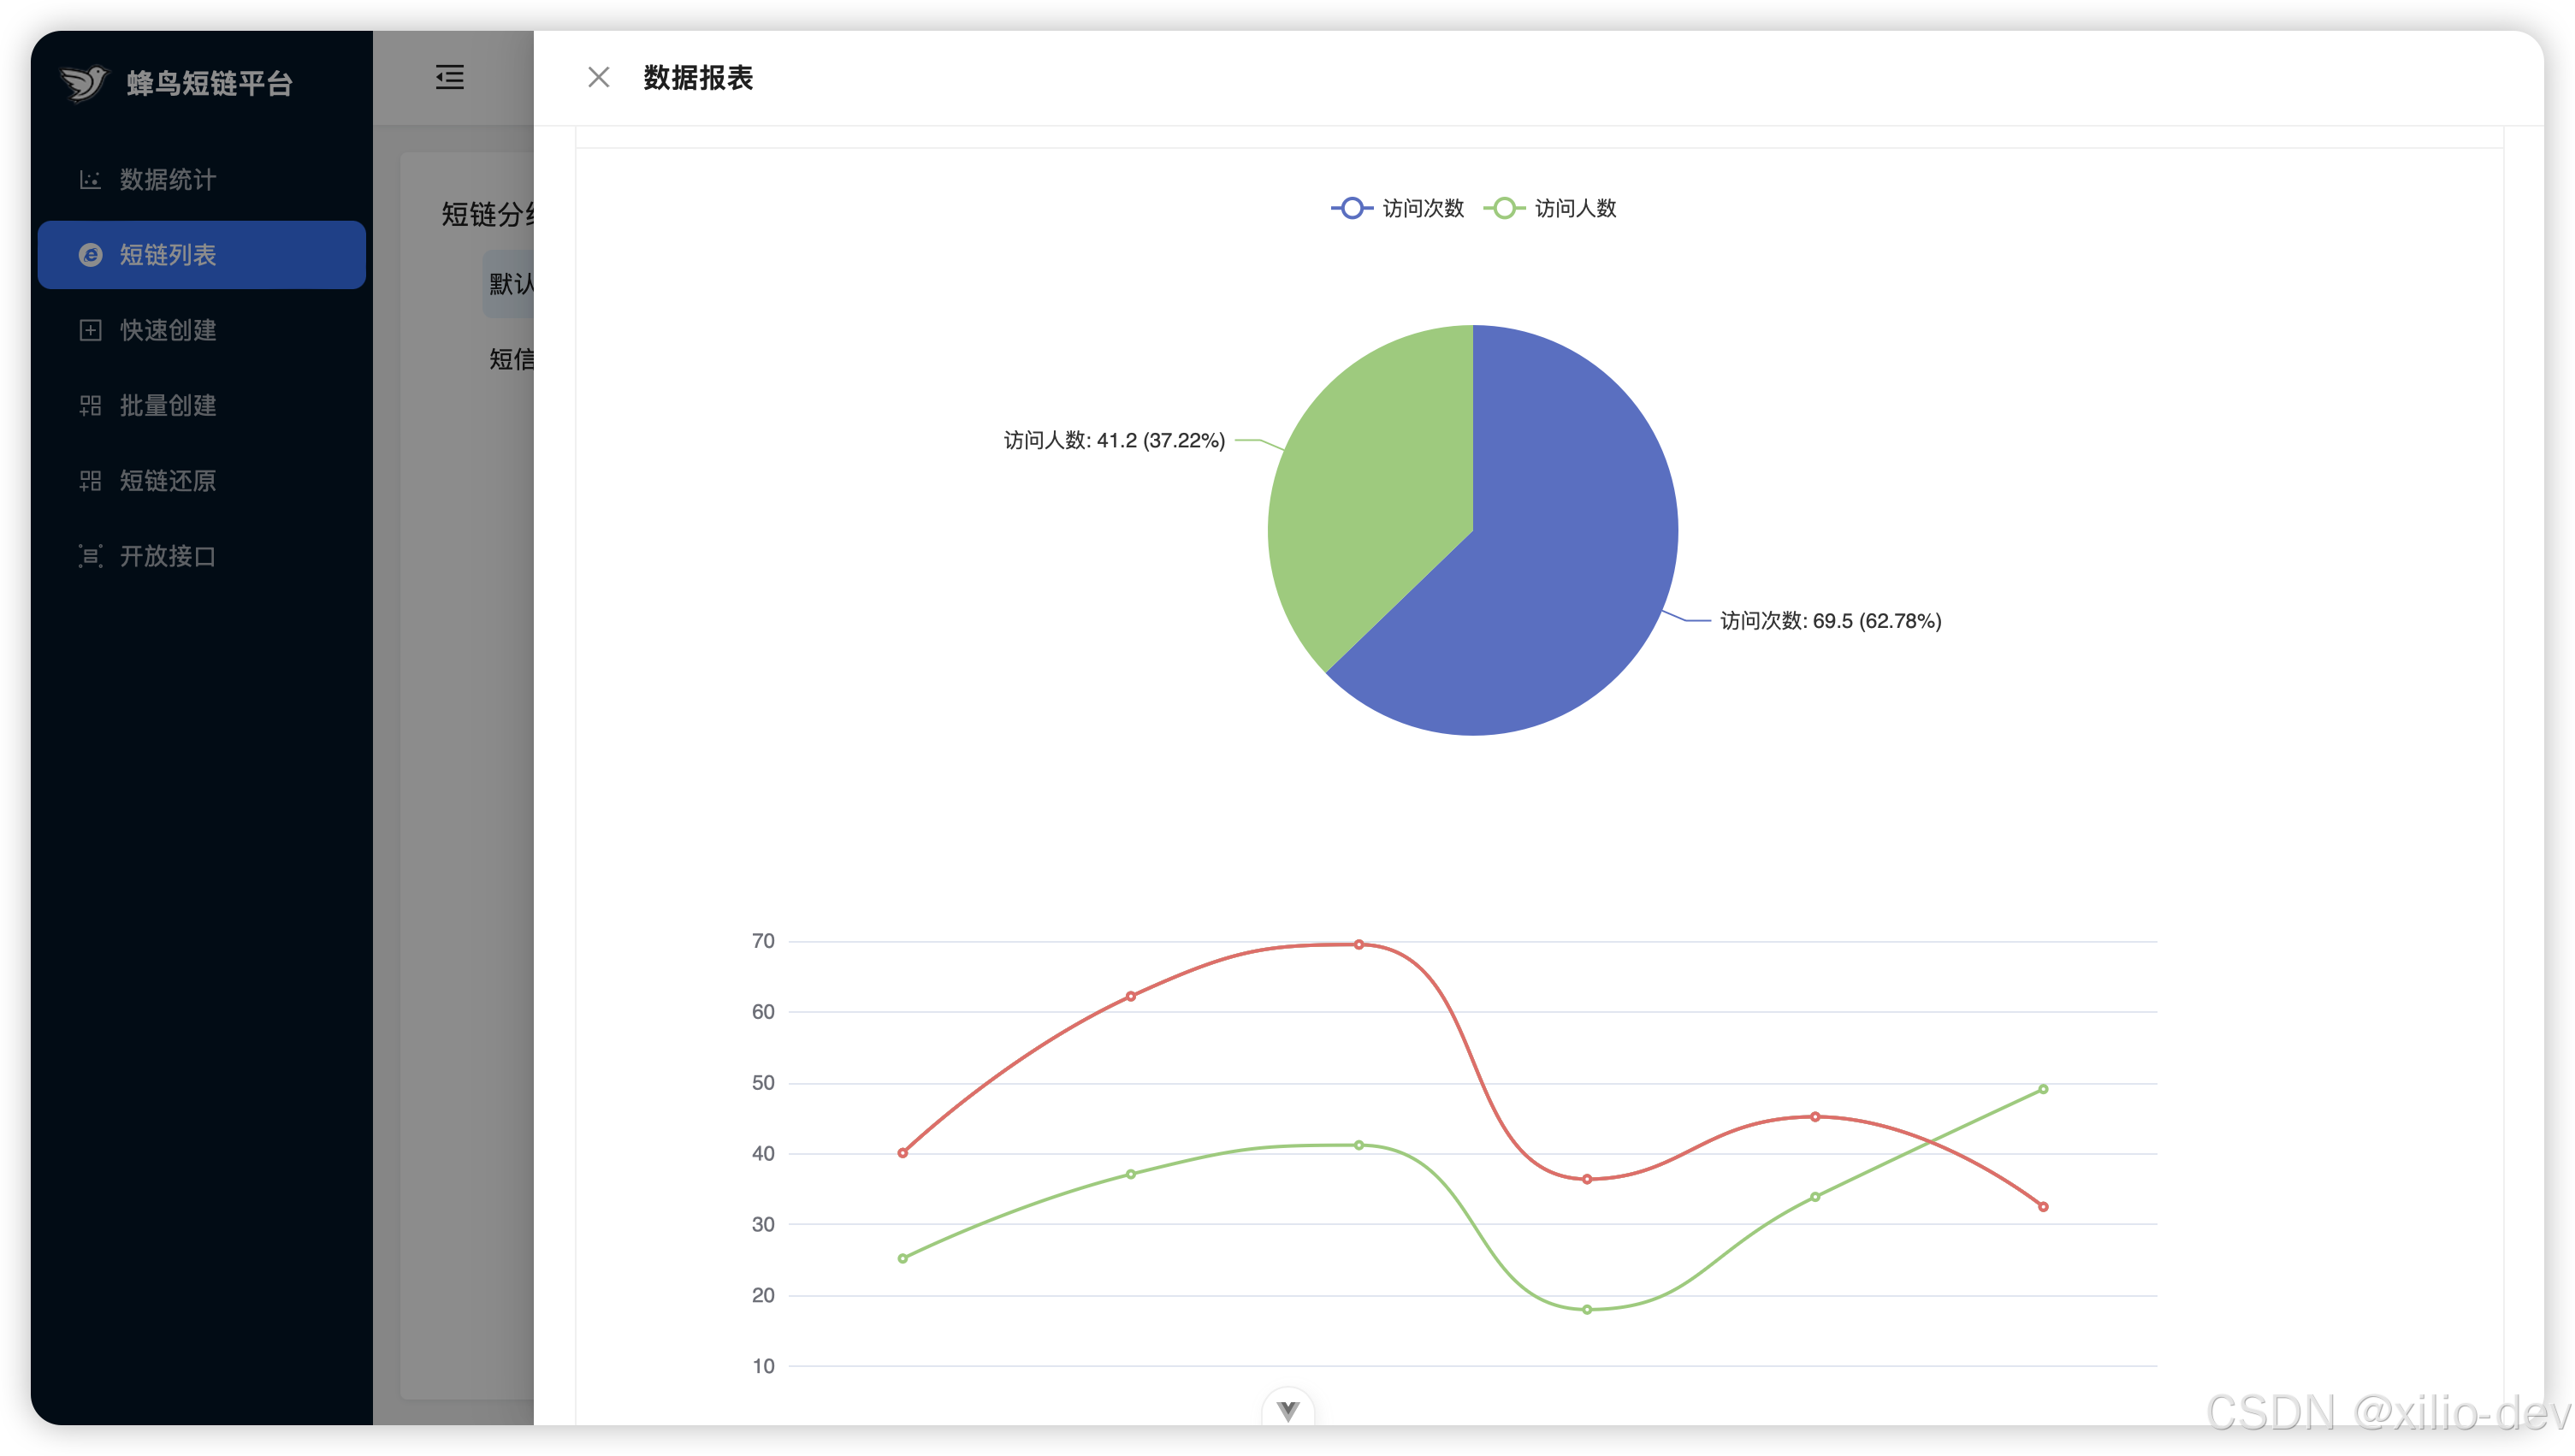 蜂鸟短链平台
数据统计
短链列表
快速创建
批量创建
短链还原
开放接口
短链分
默认
短信
数据报表
访问次数 访问人数
访问人数: 41.2 (37.22%)
访问次数: 69.5 (62.78%)
70
60
50
40
30
20
10
CSDN @xilio-dev